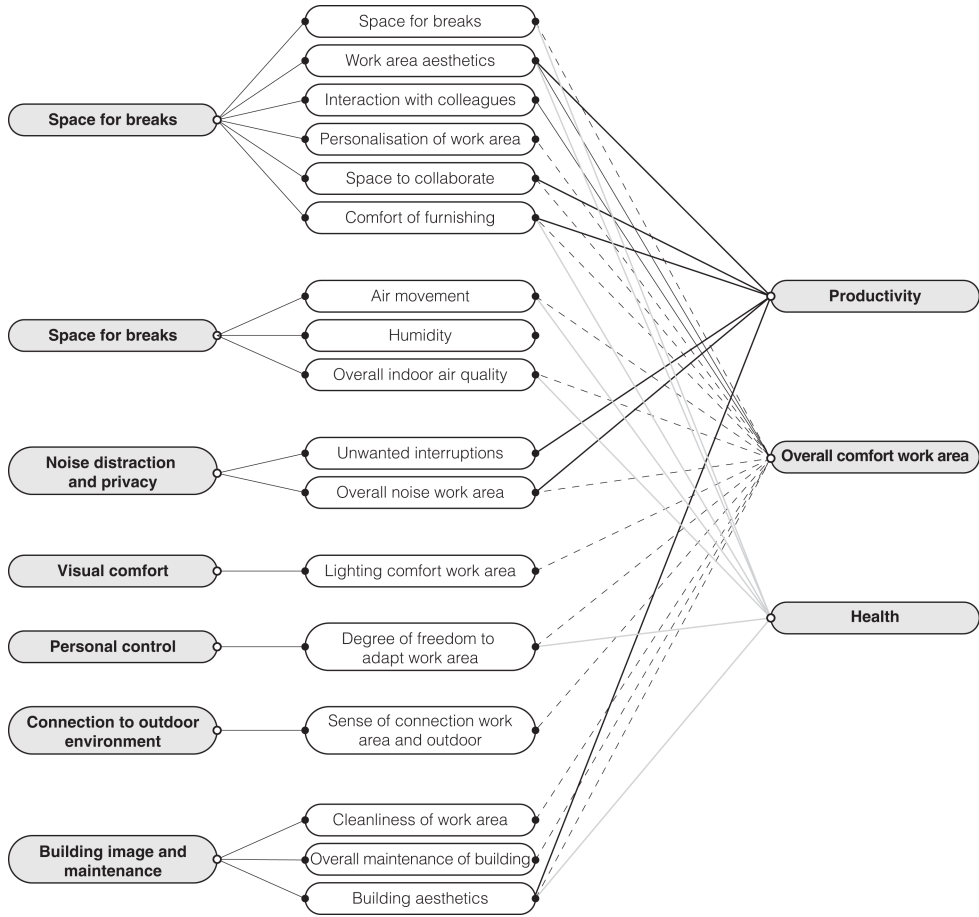 Space for breaks
Space for breaks
Noise distraction
and privacy
Visual comfort
Personal control
Connection to outdoor
environment
Building image and
maintenance
Space for breaks
Work area aesthetics
Interaction with colleagues
Personalisation of work area
Space to collaborate
Comfort of furnishing
Air movement
Humidity
Overall indoor air quality
Unwanted interruptions
Overall noise work area
Lighting comfort work area
Degree of freedom to
adapt work area
Sense of connection work
area and outdoor
Cleanliness of work area
Overall maintenance of building
Building aesthetics
Productivity
Overall comfort work area
Health